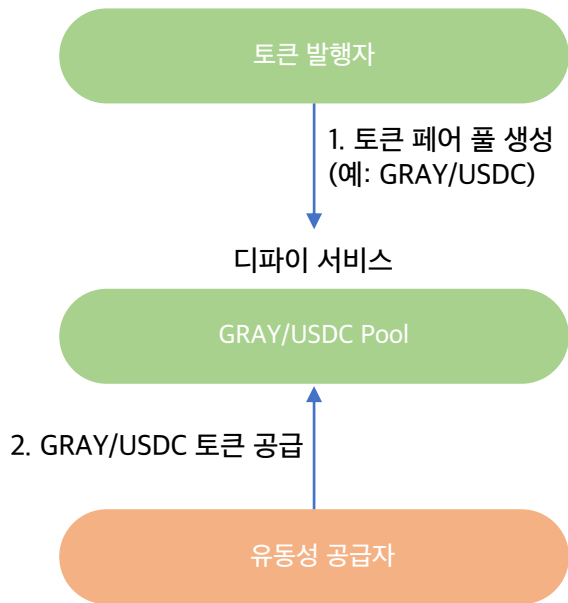 토큰 발행자
1. 토큰 페어 풀 생성
(예: GRAY/USDC)
디파이 서비스
GRAY/USDC Pool
2. GRAY/USDC 토큰 공급
유동성 공급자